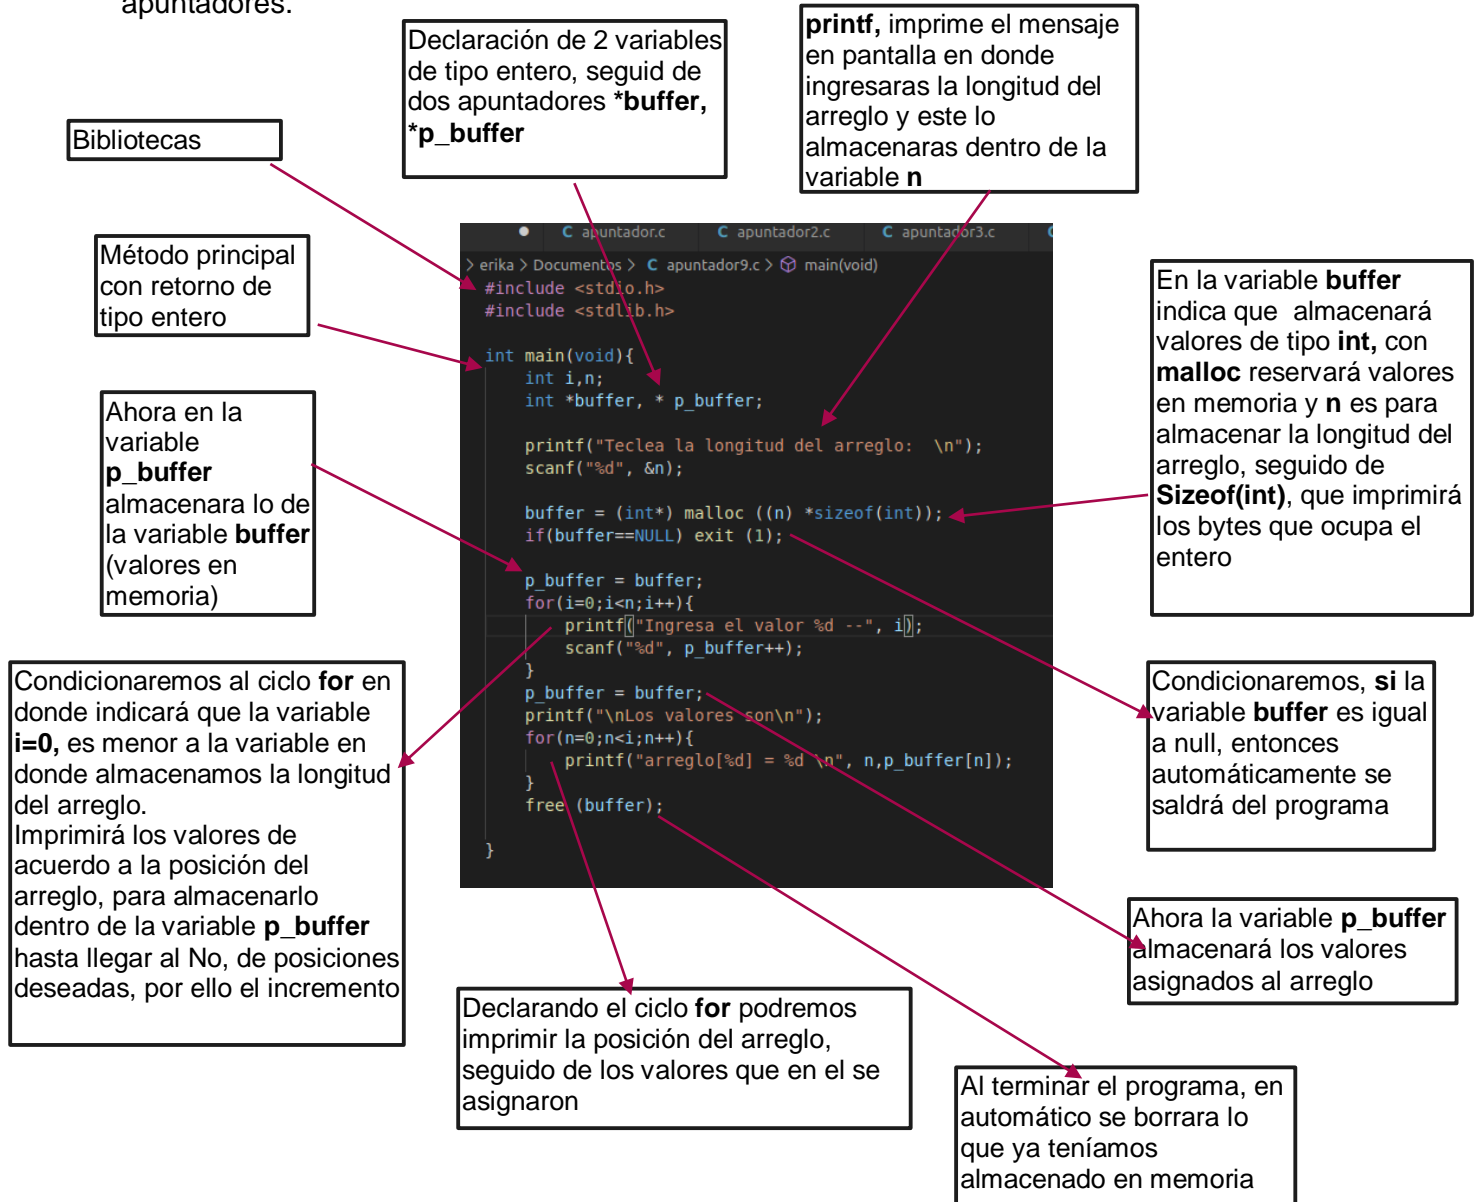 apuntadores.
Declaración de 2 variables
de tipo entero, seguid de
dos apuntadores *buffer,
*p_buffer
printf, imprime el mensaje
en pantalla en donde
ingresaras la longitud del
arreglo y este lo
almacenaras dentro de la
variable n
Bibliotecas
Método principal
con retorno de
tipo entero
Ahora en la
variable
p_buffer
almacenara lo de
la variable buffer
(valores en
memoria)
Condicionaremos al ciclo for en
donde indicará que la variable
i=0, es menor a la variable en
donde almacenamos la longitud
del arreglo.
Imprimirá los valores de
acuerdo a la posición del
arreglo, para almacenarlo
dentro de la variable p_buffer
hasta llegar al No, de posiciones
deseadas, por ello el incremento
C apuntador.c C apuntador2.c C apuntador3.c
> erika > Documentos > C apuntador9.c > main(void)
#include <stdio.h>
#include <stdlib.h>
int main(void){
int i,n;
int *buffer, * p_buffer;
printf("Teclea la longitud del arreglo:  \n");
scanf("%d", &n);
buffer = (int*) malloc ((n) *sizeof(int));
if(buffer==NULL) exit (1);
p_buffer = buffer;
for(i=0;i<n;i++){
printf("Ingresa el valor %d --", i);
scanf("%d", p_buffer++);
}
p_buffer = buffer;
printf("\nLos valores son\n");
for(n=0;n<i;n++){
printf("arreglo[%d] = %d \n", n,p_buffer[n]);
}
free (buffer);
}
En la variable buffer
indica que  almacenará
valores de tipo int, con
malloc reservará valores
en memoria y n es para
almacenar la longitud del
arreglo, seguido de
Sizeof(int), que imprimirá
los bytes que ocupa el
entero
Condicionaremos, si la
variable buffer es igual
a null, entonces
automáticamente se
saldrá del programa
Ahora la variable p_buffer
almacenará los valores
asignados al arreglo
Declarando el ciclo for podremos
imprimir la posición del arreglo,
seguido de los valores que en el se
asignaron
Al terminar el programa, en
automático se borrara lo
que ya teníamos
almacenado en memoria